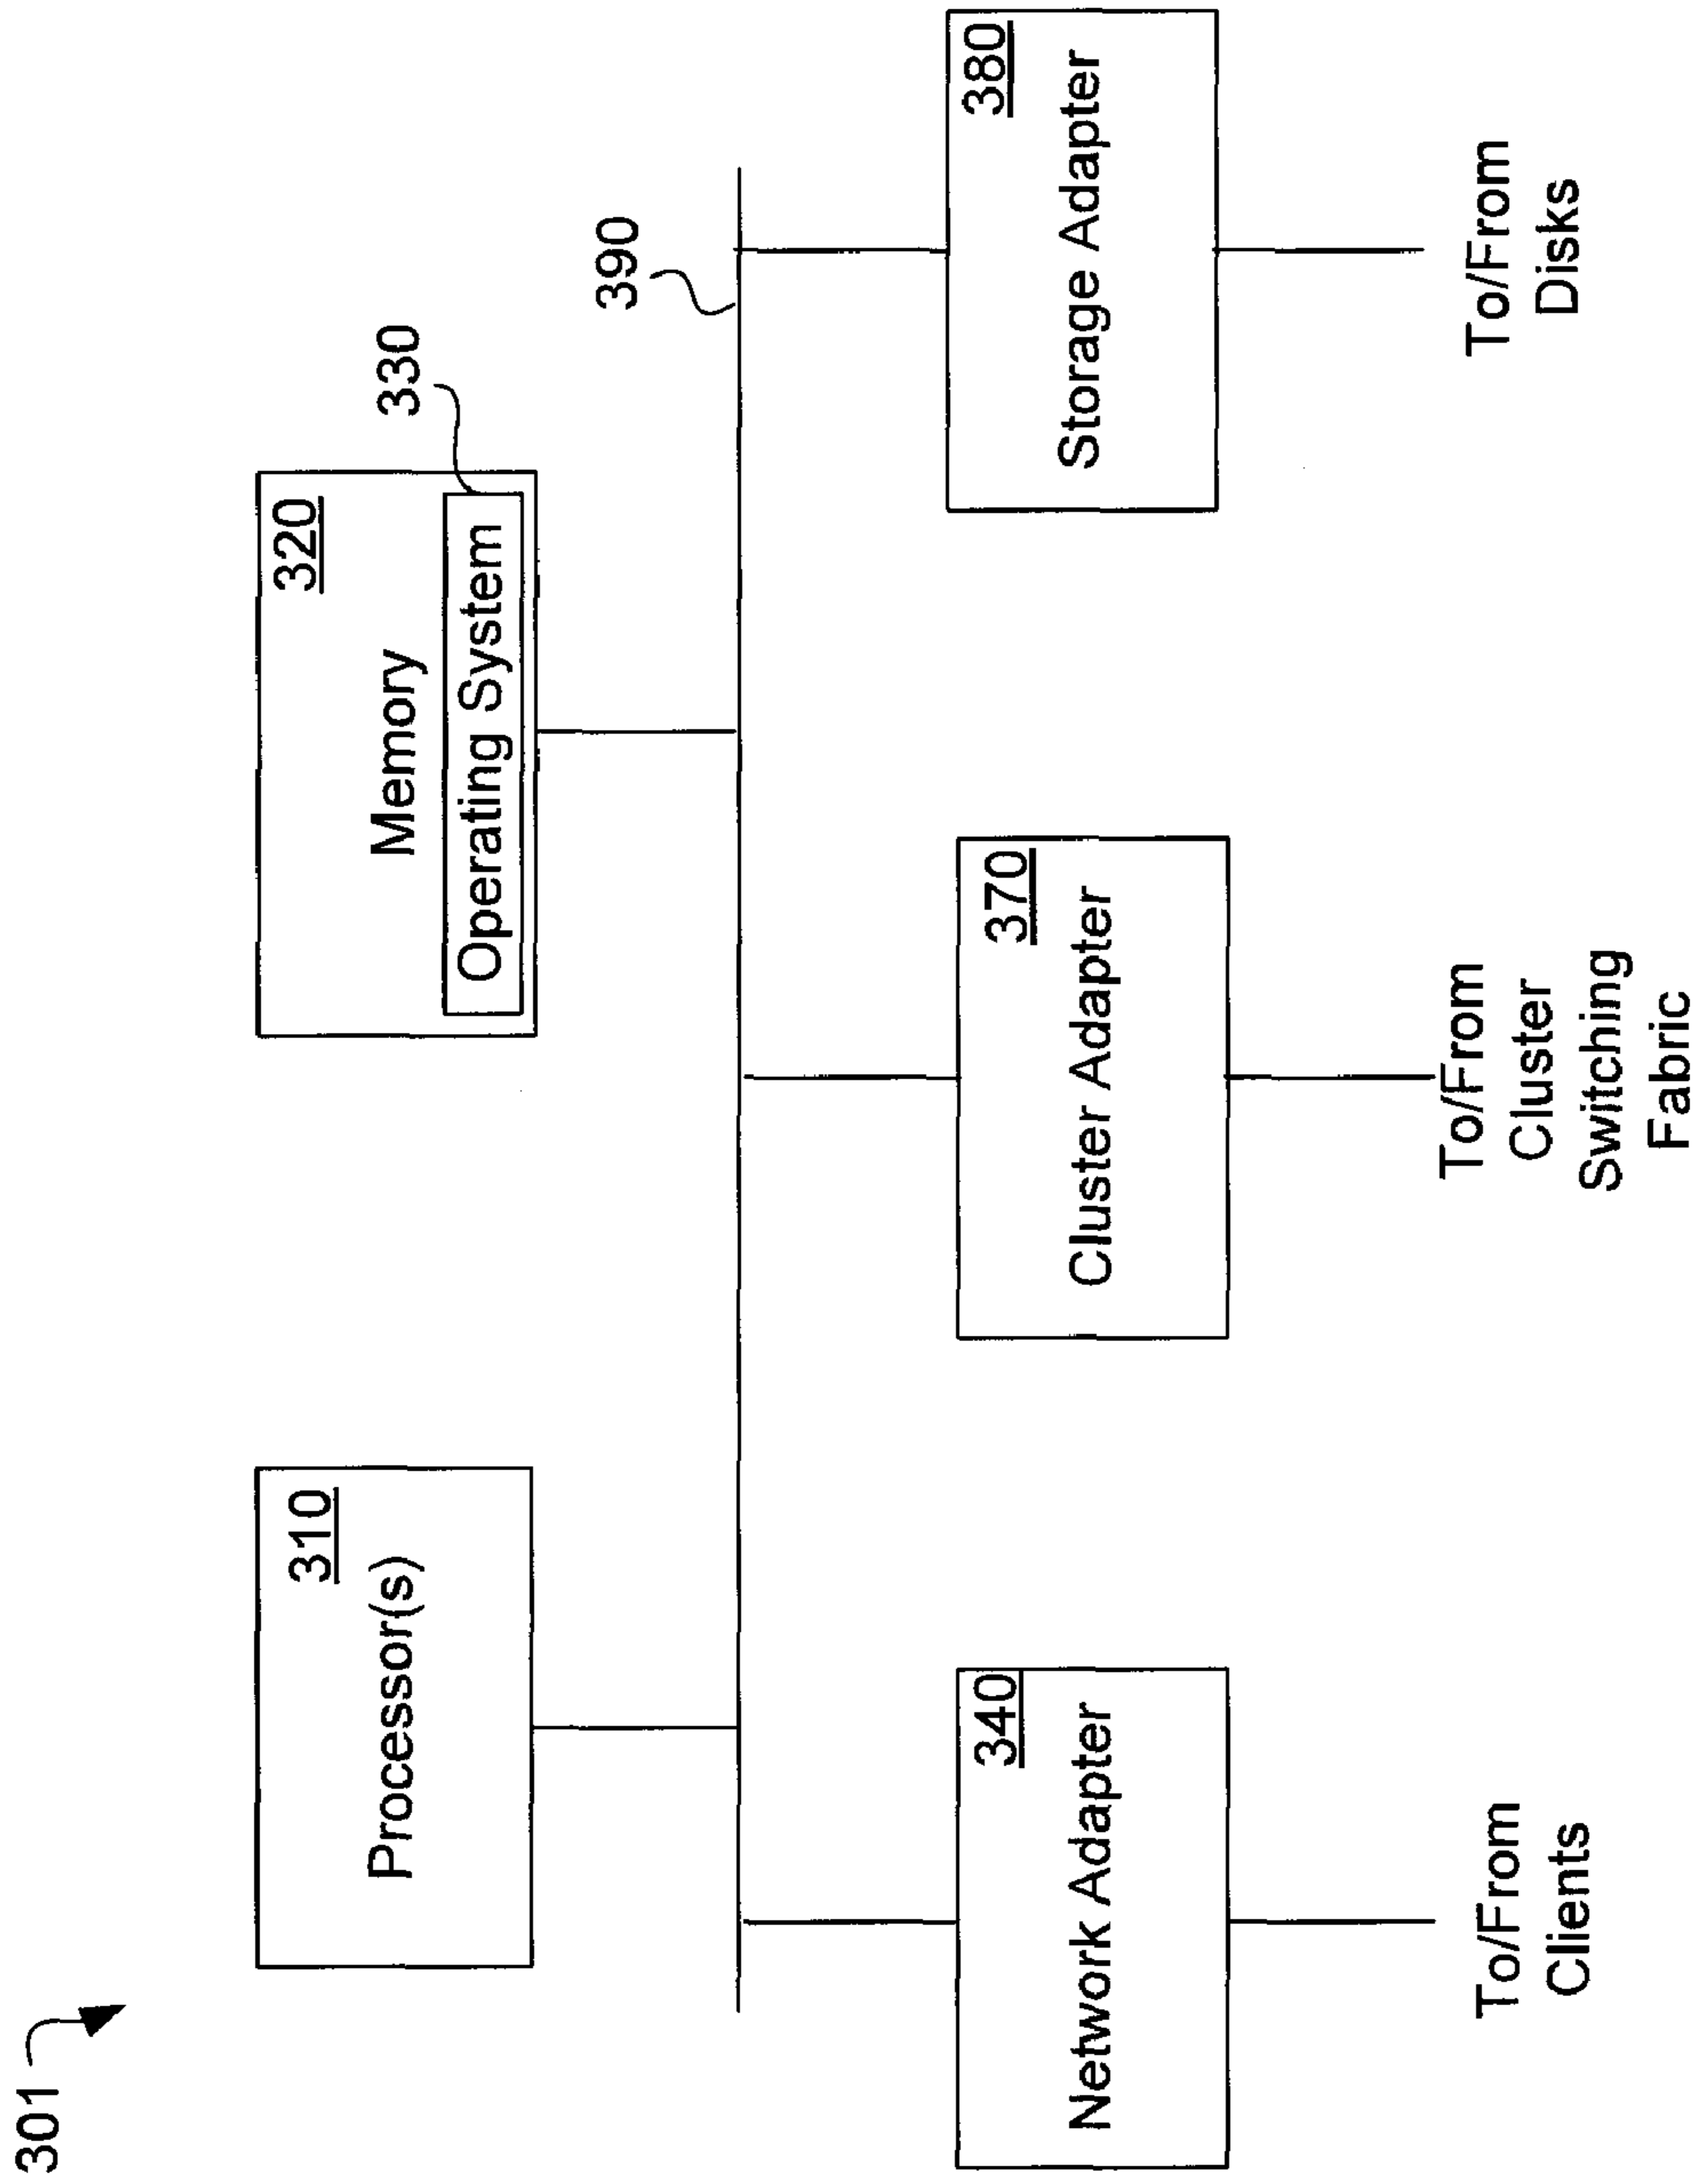 301
310
Processor(s)
320
Memory
Operating System
330
390
340
Network Adapter
370
Cluster Adapter
380
Storage Adapter
To/From
Clients
To/From
Cluster
Switching
Fabric
To/From
Disks